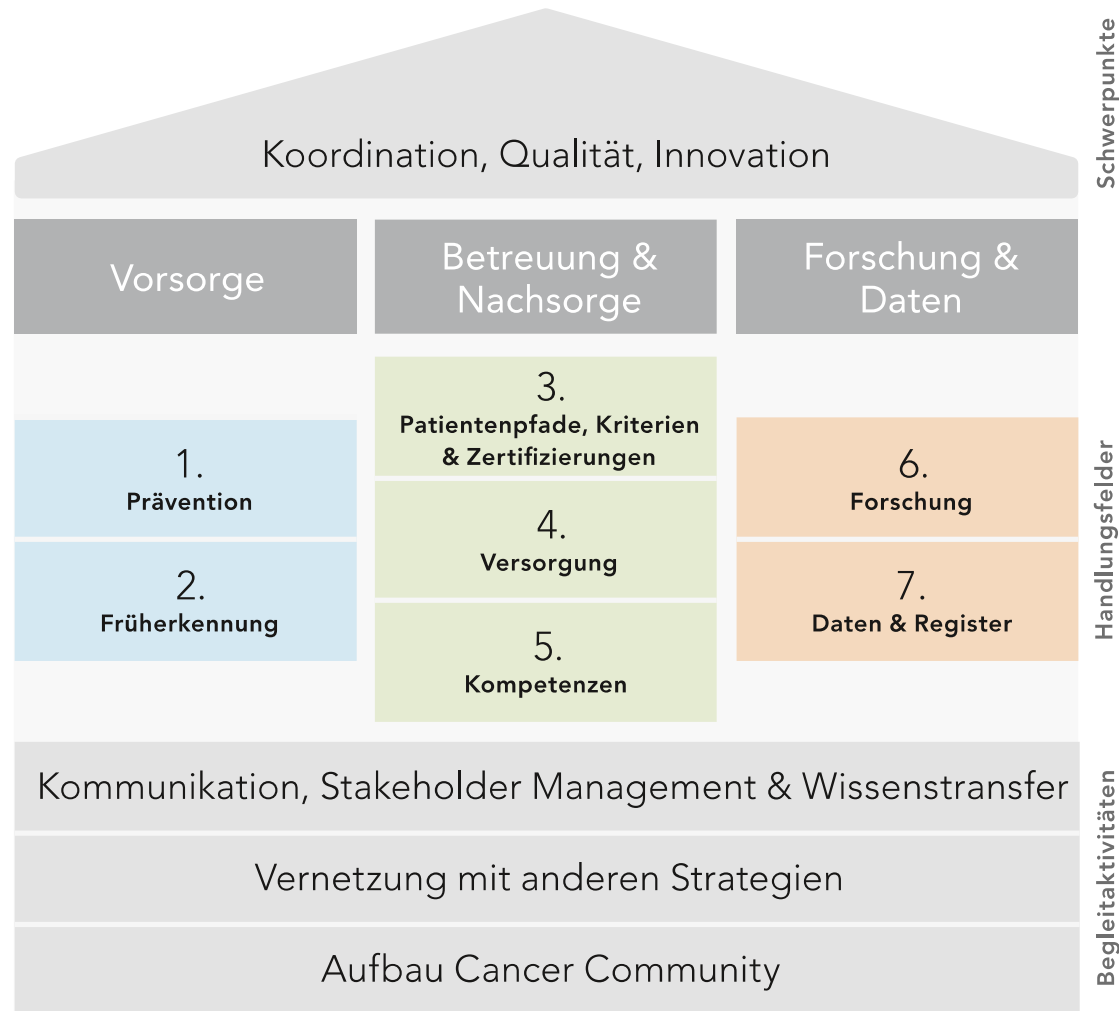 Koordination, Qualität, Innovation
Schwerpunkte
Vorsorge
Betreuung &
Nachsorge
Forschung &
Daten
1.
Prävention
2.
Früherkennung
3.
Patientenpfade, Kriterien
& Zertifizierungen
4.
Versorgung
5.
Kompetenzen
6.
Forschung
7.
Daten & Register
Handlungsfelder
Kommunikation, Stakeholder Management & Wissenstransfer
Vernetzung mit anderen Strategien
Aufbau Cancer Community
Begleitaktivitäten